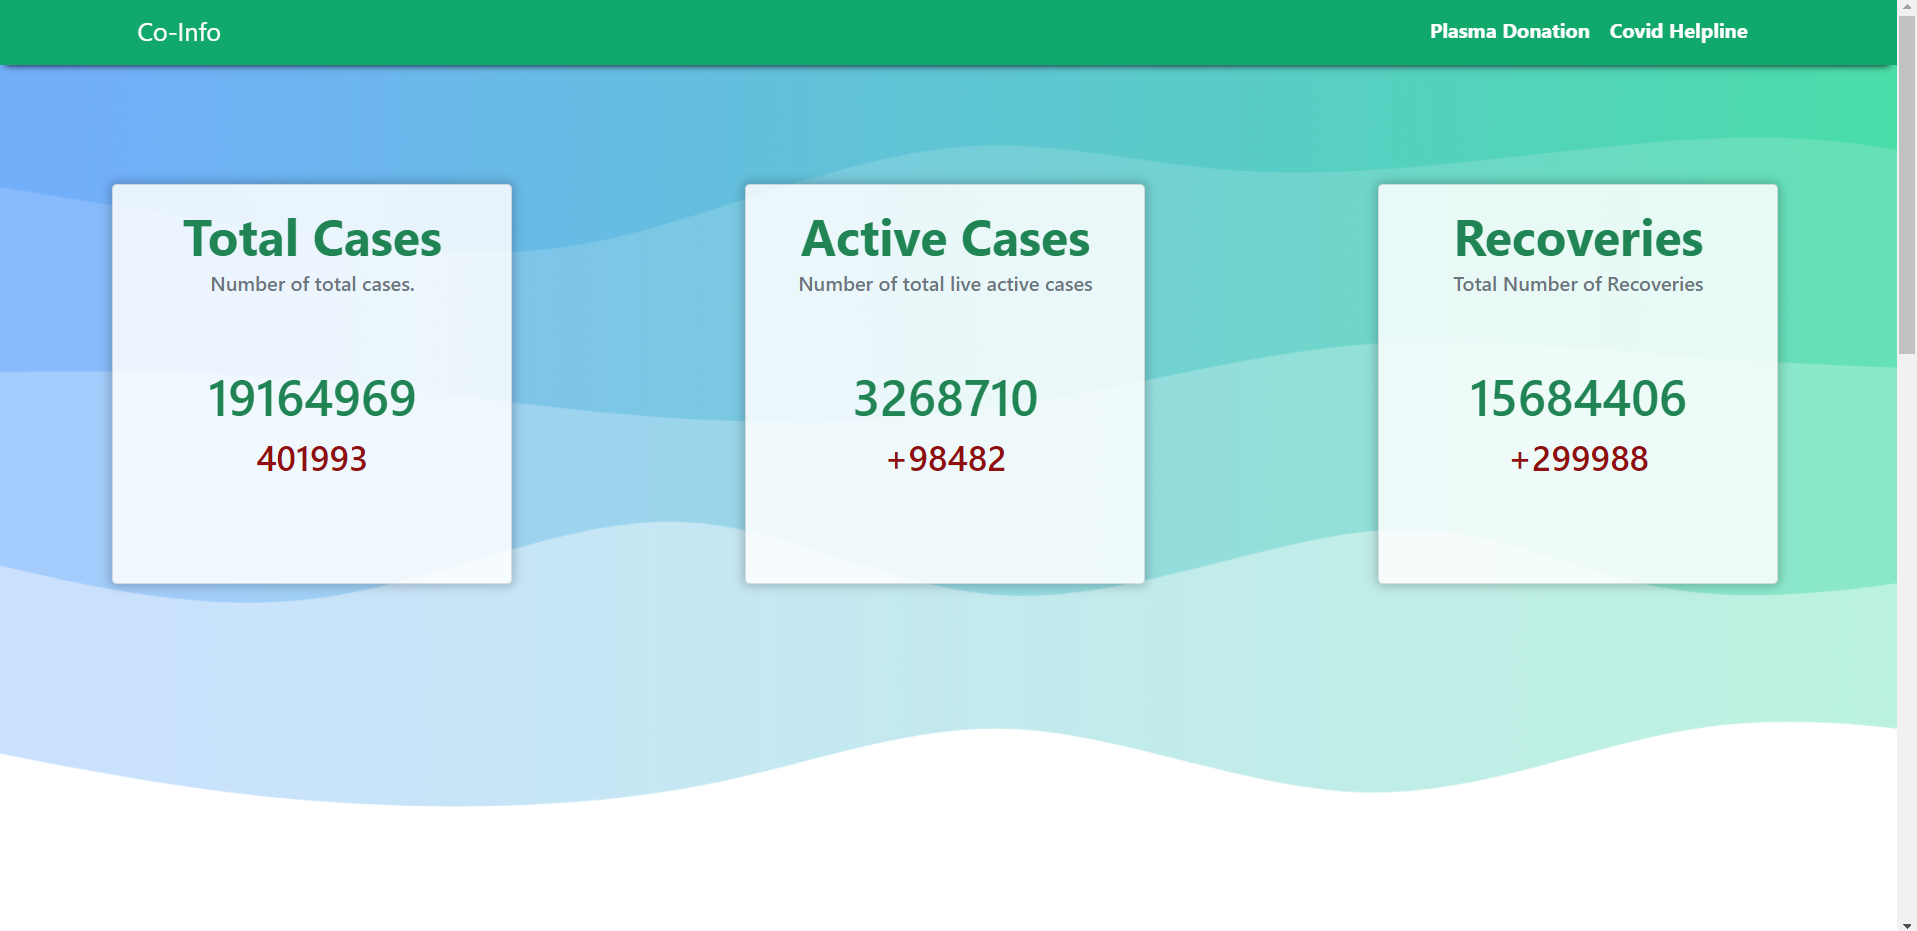 Co-Info
Plasma Donation Covid Helpline
Total Cases
Number of total cases.
19164969
401993
Active Cases
Number of total live active cases
3268710
+98482
Recoveries
Total Number of Recoveries
15684406
+299988